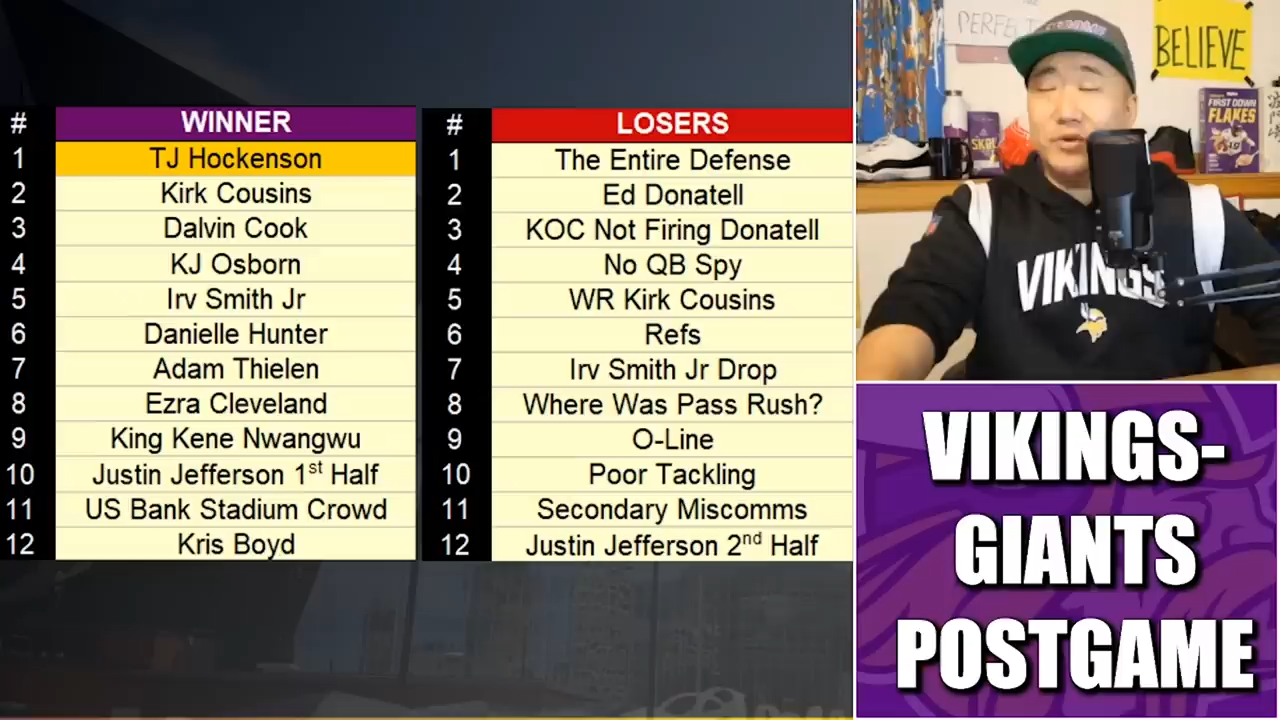 # WINNER
1 TJ Hockenson
2 Kirk Cousins
3 Dalvin Cook
4 KJ Osborn
5 Irv Smith Jr
6 Danielle Hunter
7 Adam Thielen
8 Ezra Cleveland
9 King Kene Nwangwu
10 Justin Jefferson 1st Half
11 US Bank Stadium Crowd
12 Kris Boyd
# LOSERS
1 The Entire Defense
2 Ed Donatell
3 KOC Not Firing Donatell
4 No QB Spy
5 WR Kirk Cousins
6 Refs
7 Irv Smith Jr Drop
8 Where Was Pass Rush?
9 O-Line
10 Poor Tackling
11 Secondary Miscomms
12 Justin Jefferson 2nd Half
BELIEVE
FIRST DOWN
FLAKES
SKOL
VIKINGS
VIKINGS-
GIANTS
POSTGAME